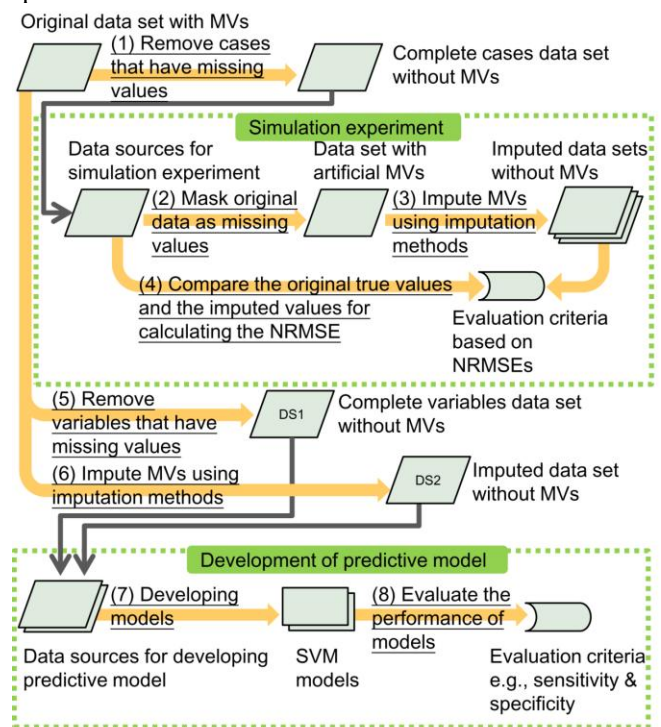 Original data set with MVs
(1) Remove cases
that have missing
values
Complete cases data set
without MVs
Simulation experiment
Data sources for
simulation experiment
Data set with
artificial MVs
Imputed data sets
without MVs
(2) Mask original
data as missing
values
(3) Impute MVs
using imputation
methods
(4) Compare the original true values
and the imputed values for
calculating the NRMSE
Evaluation criteria
based on
NRMSEs
(5) Remove
variables that have
missing values
DS1
Complete variables data set
without MVs
(6) Impute MVs using
imputation methods
DS2
Imputed data set
without MVs
Development of predictive model
(7) Developing
models
(8) Evaluate the
performance of
models
Data sources for developing
predictive model
SVM
models
Evaluation criteria
e.g., sensitivity &
specificity